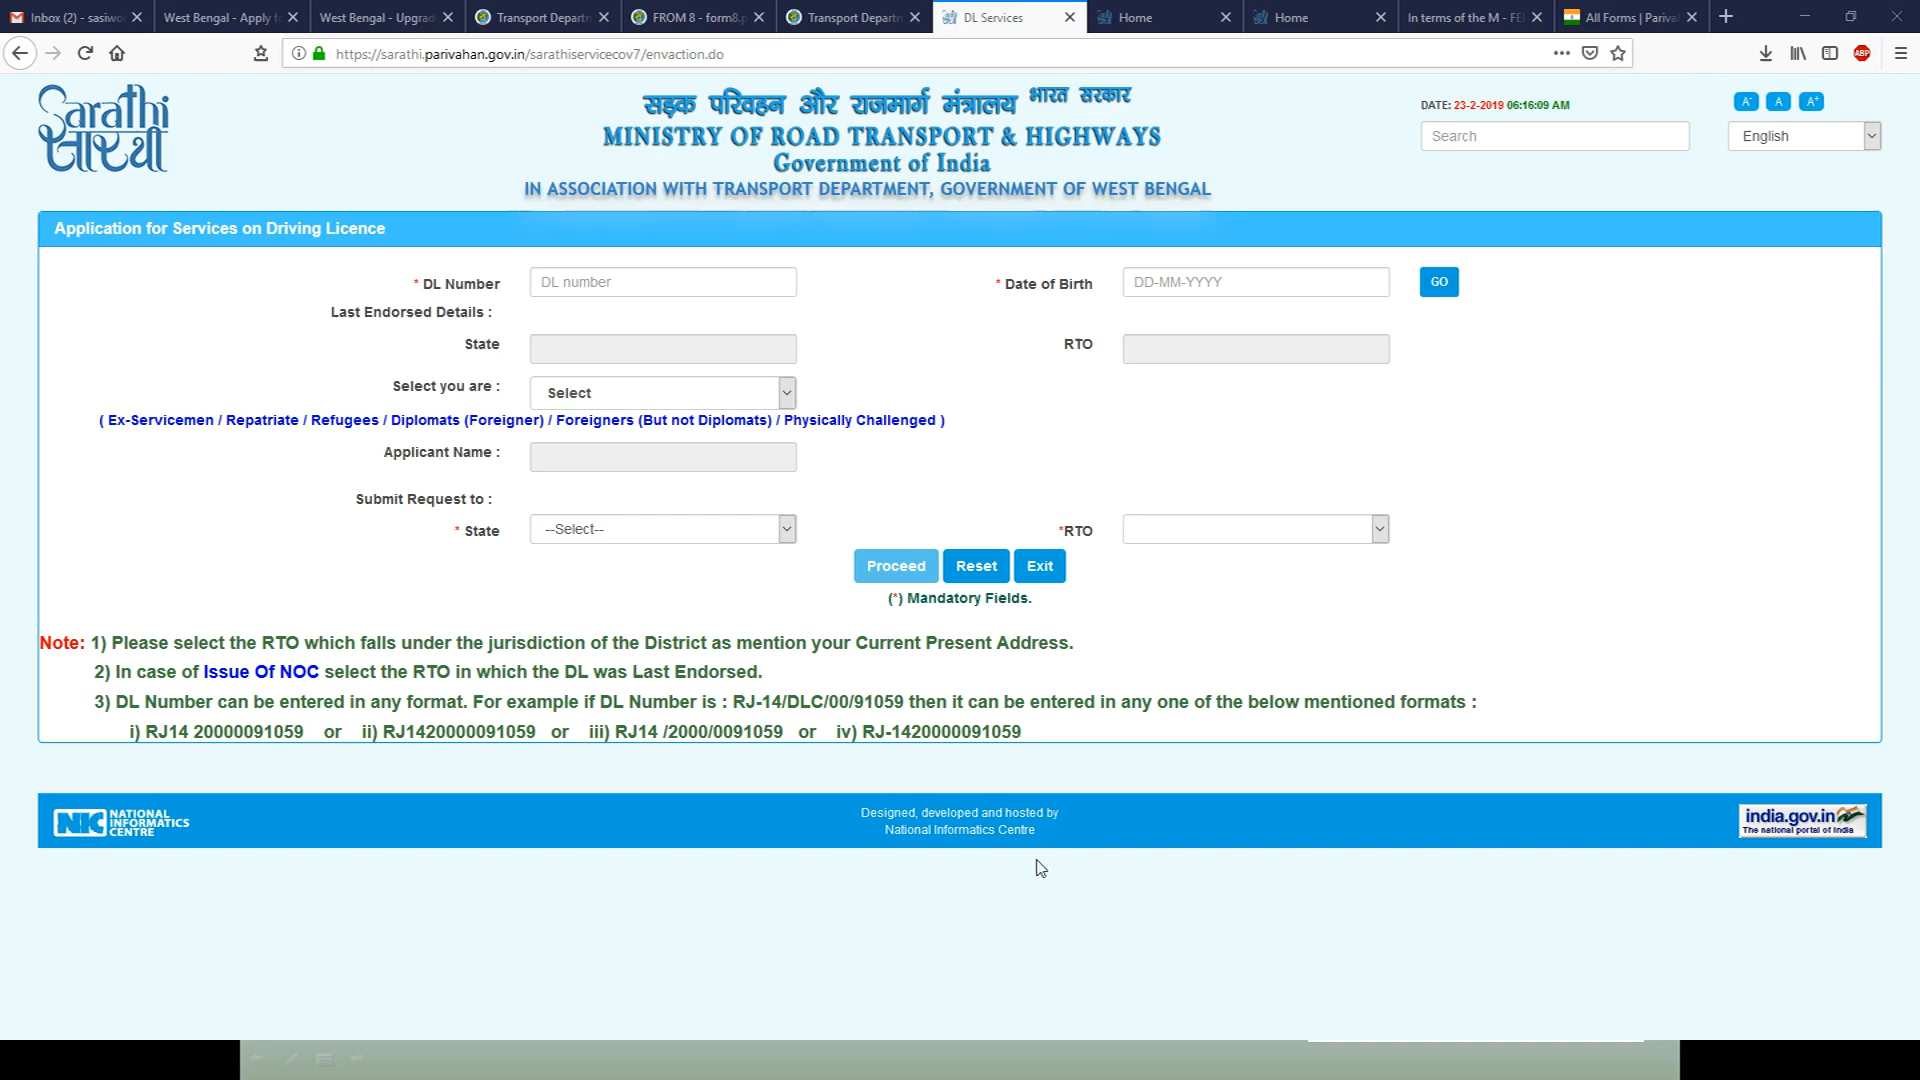 Inbox (2) - sasiwo
West Bengal - Apply f
West Bengal - Upgrad
Transport Departm
FROM 8 - form8.p
Transport Departm
DL Services
Home
Home
In terms of the M - FE
All Forms | Pariva
https://sarathi.parivahan.gov.in/sarathiservicecov7/envaction.do
ABP
Sarathi
सारथी
सड़क परिवहन और राजमार्ग मंत्रालय भारत सरकार
MINISTRY OF ROAD TRANSPORT & HIGHWAYS
Government of India
IN ASSOCIATION WITH TRANSPORT DEPARTMENT, GOVERNMENT OF WEST BENGAL
DATE: 23-2-2019 06:16:09 AM
A- A A+
Search
English
Application for Services on Driving Licence
* DL Number DL number * Date of Birth DD-MM-YYYY GO
Last Endorsed Details :
State RTO
Select you are : Select
( Ex-Servicemen / Repatriate / Refugees / Diplomats (Foreigner) / Foreigners (But not Diplomats) / Physically Challenged )
Applicant Name :
Submit Request to :
* State --Select-- *RTO
Proceed Reset Exit
(*) Mandatory Fields.
Note: 1) Please select the RTO which falls under the jurisdiction of the District as mention your Current Present Address.
2) In case of Issue Of NOC select the RTO in which the DL was Last Endorsed.
3) DL Number can be entered in any format. For example if DL Number is : RJ-14/DLC/00/91059 then it can be entered in any one of the below mentioned formats :
i) RJ14 20000091059 or ii) RJ1420000091059 or iii) RJ14 /2000/0091059 or iv) RJ-1420000091059
NIC NATIONAL
INFORMATICS
CENTRE
Designed, developed and hosted by
National Informatics Centre
india.gov.in
The national portal of India